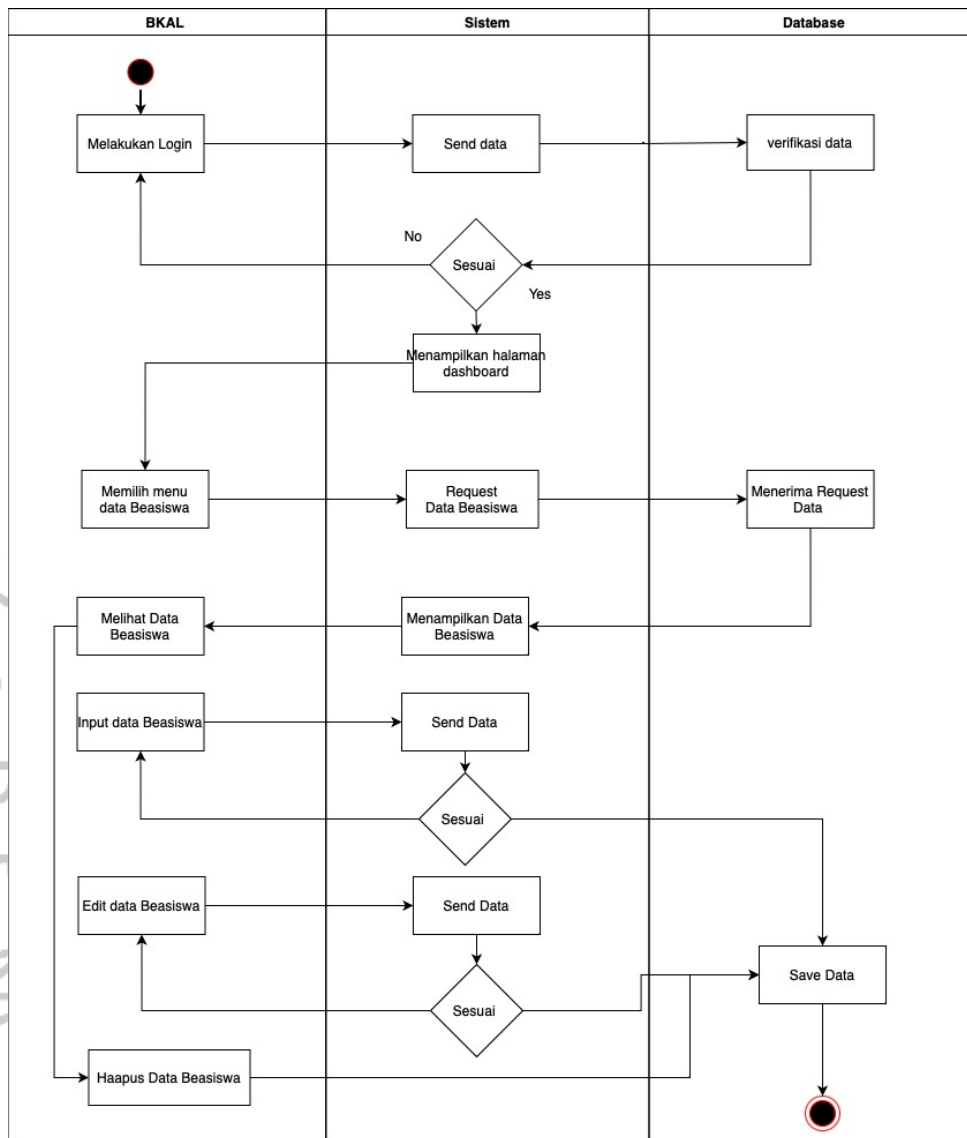 BKAL
Sistem
Database
Melakukan Login
Send data
verifikasi data
No
Sesuai
Yes
Menampilkan halaman
dashboard
Memilih menu
data Beasiswa
Request
Data Beasiswa
Menerima Request
Data
Melihat Data
Beasiswa
Menampilkan Data
Beasiswa
Input data Beasiswa
Send Data
Sesuai
Edit data Beasiswa
Send Data
Sesuai
Save Data
Haapus Data Beasiswa